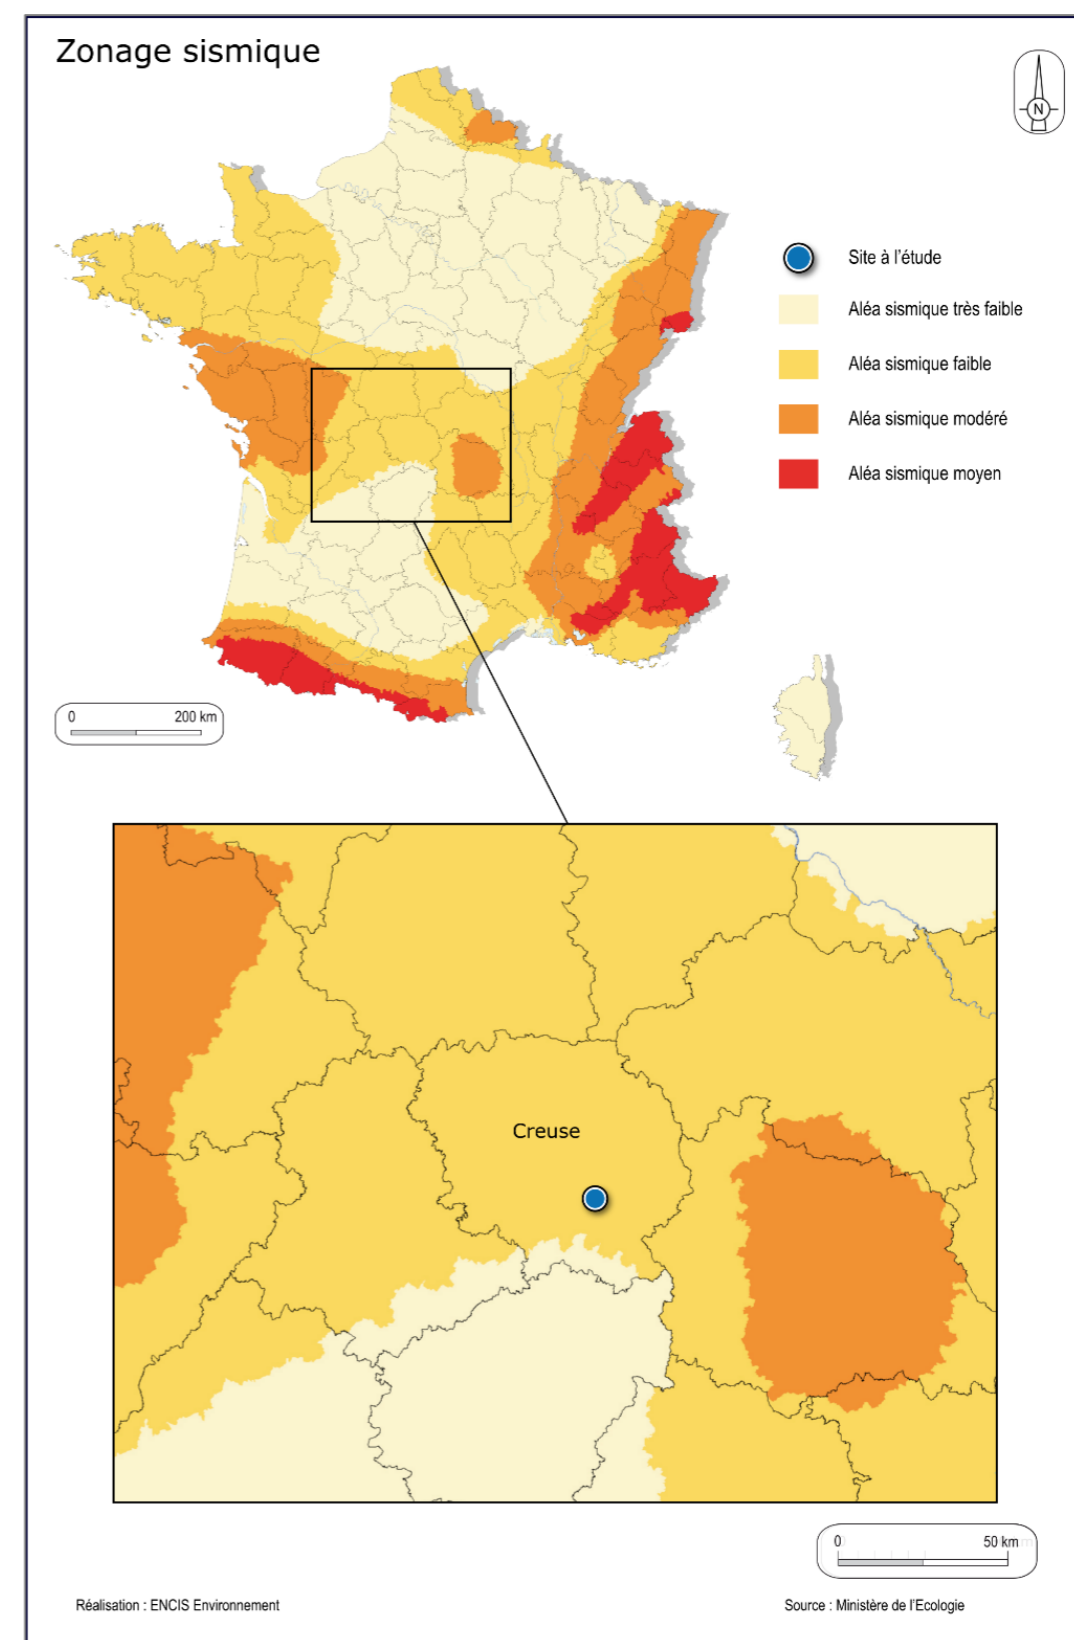 Zonage sismique
N
Site à l'étude
Aléa sismique très faible
Aléa sismique faible
Aléa sismique modéré
Aléa sismique moyen
0 200 km
Creuse
0 50 km
Réalisation : ENCIS Environnement
Source : Ministère de l'Ecologie